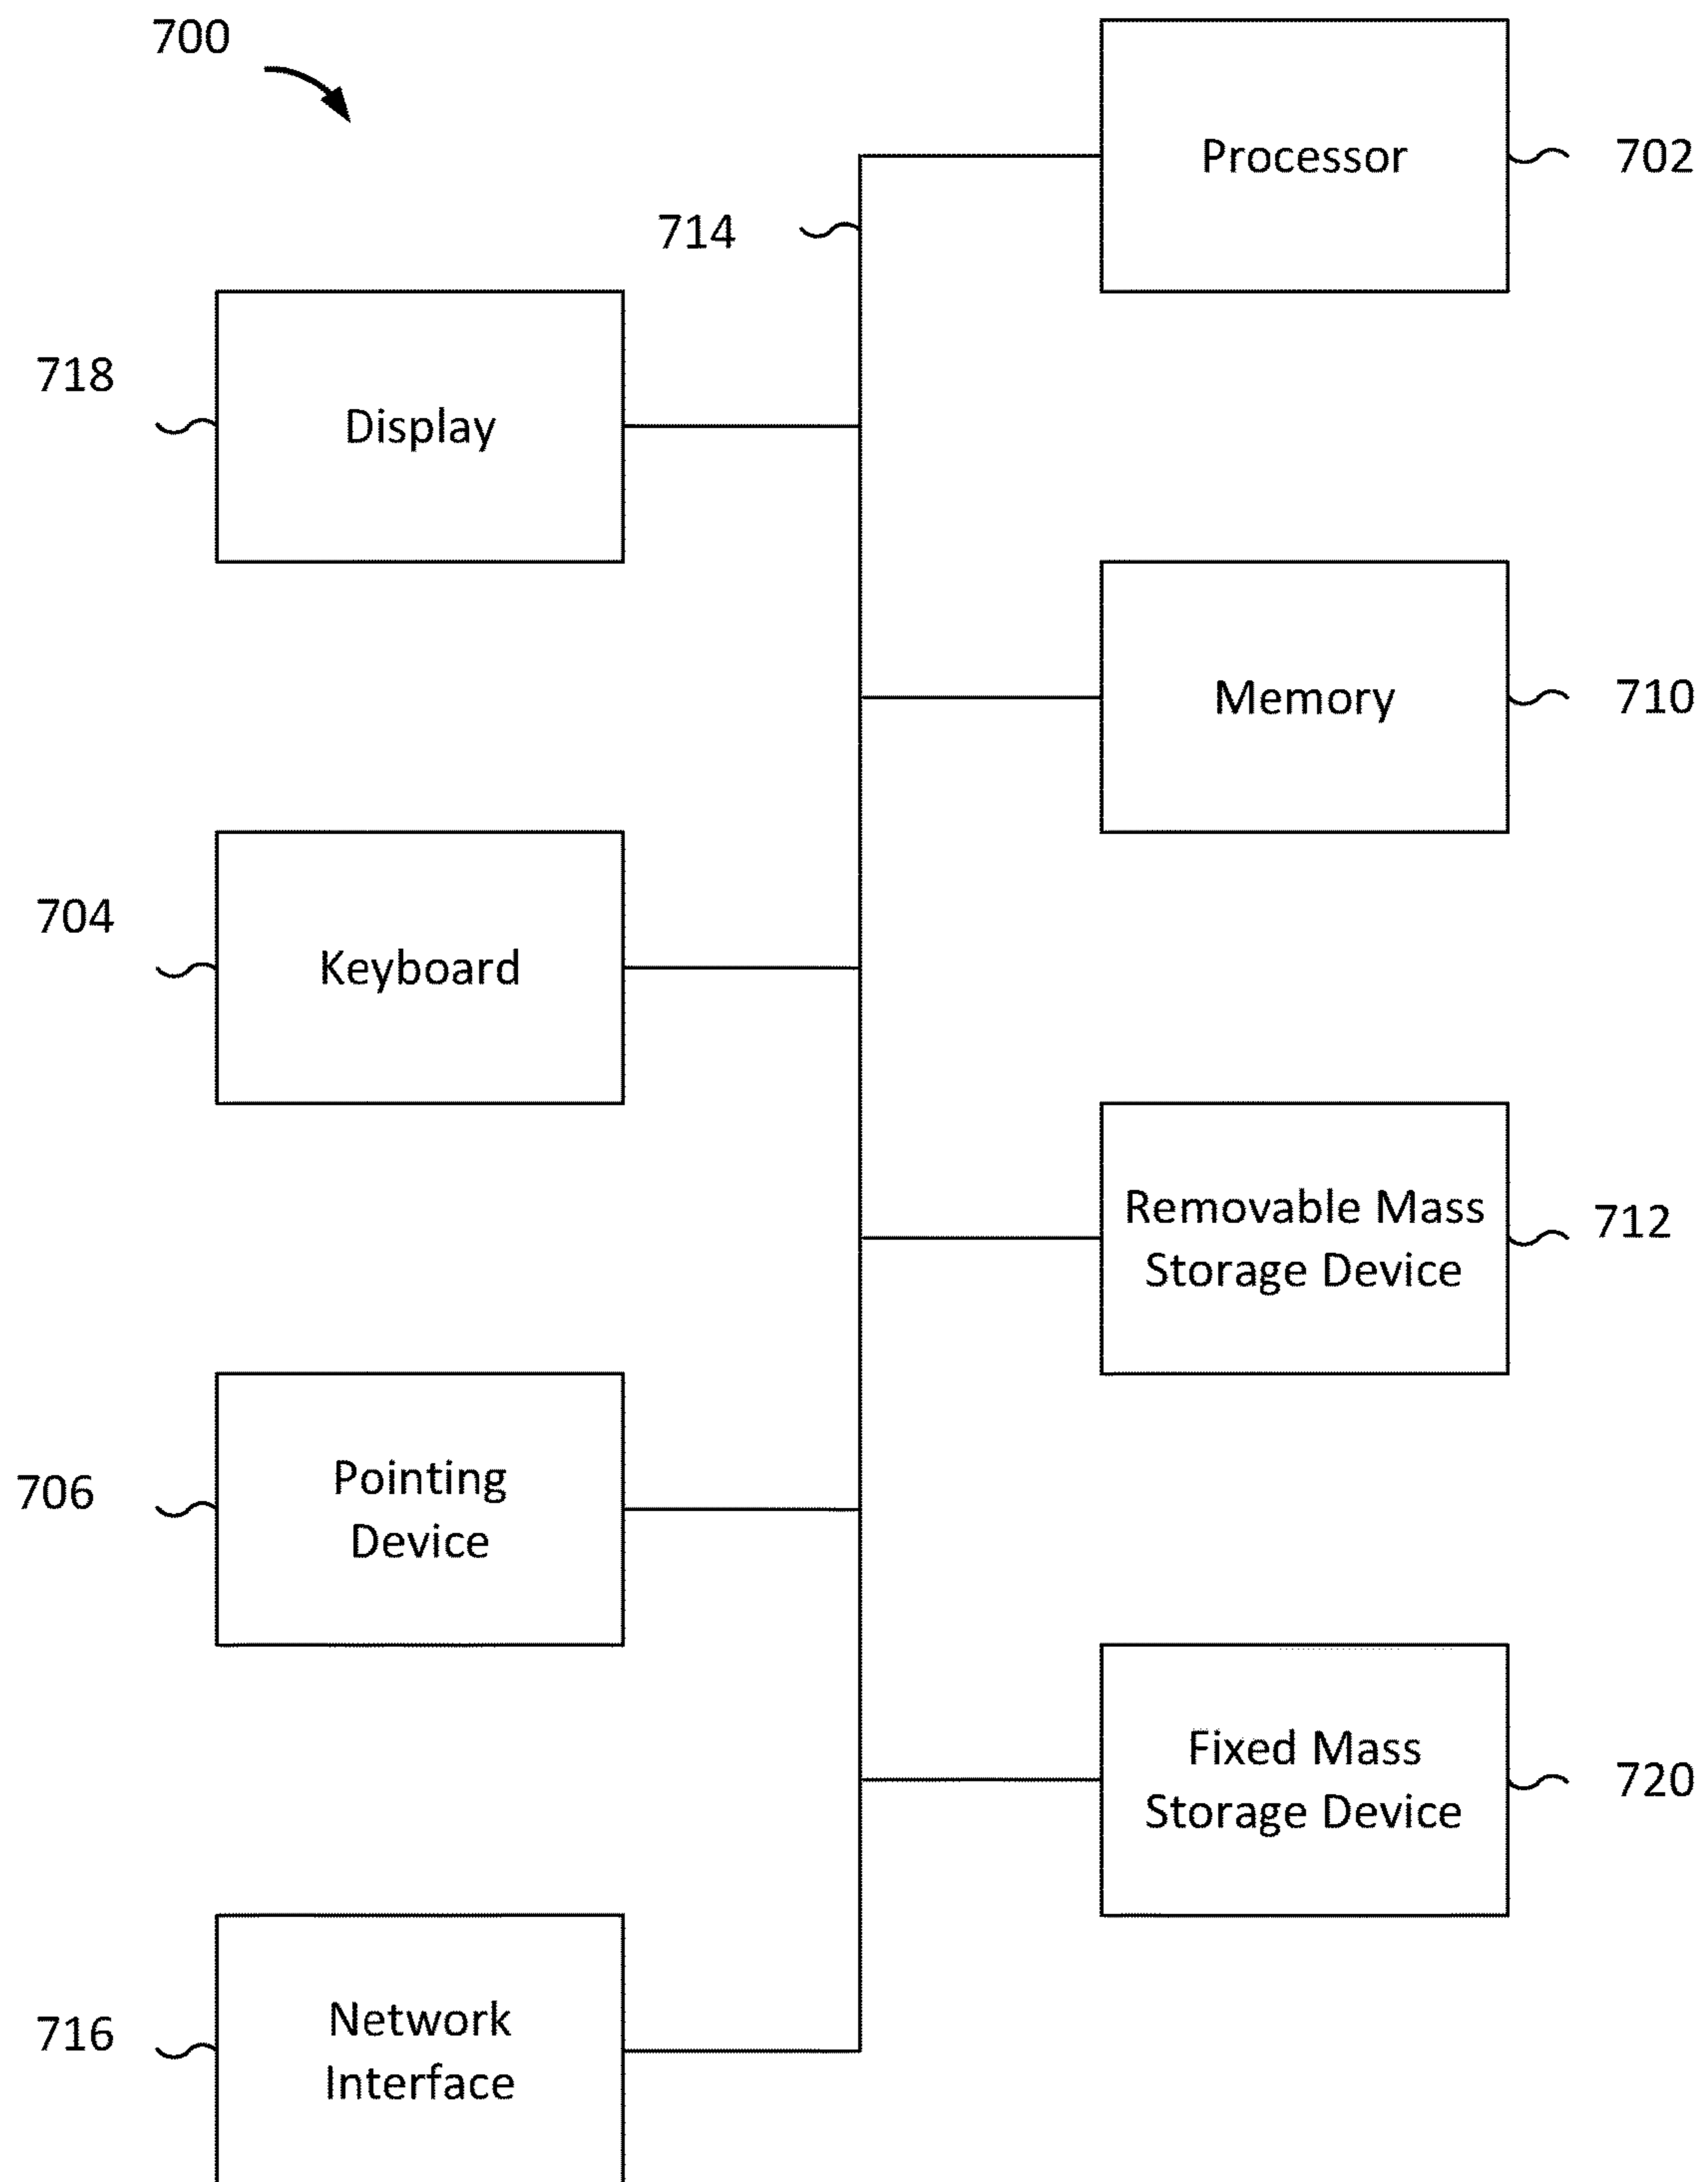 700
Processor
702
714
718
Display
Memory
710
704
Keyboard
Removable Mass
Storage Device
712
706
Pointing
Device
Fixed Mass
Storage Device
720
716
Network
Interface